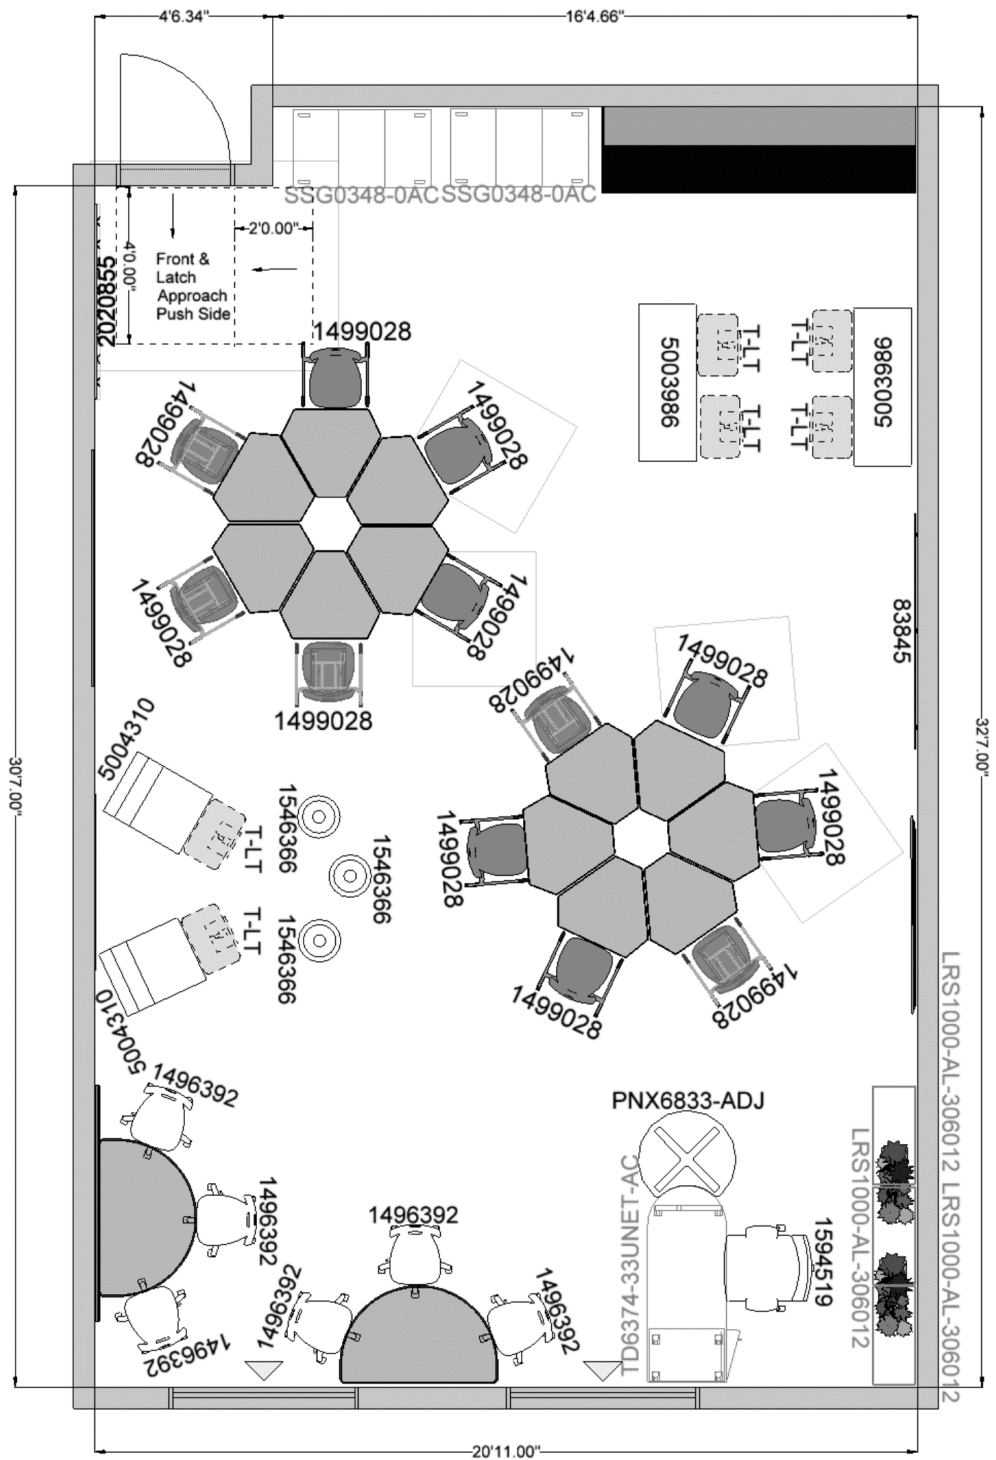 4'6.34"
16'4.66"
SSG0348-0AC
SSG0348-0AC
2'0.00"
4'0.00"
2020855
Front &
Latch
Approach
Push Side
1499028
1499028
1499028
1499028
1499028
1499028
5003986
T-LT
T-LT
T-LT
T-LT
5003986
83845
30'7.00"
32'7.00"
5004310
T-LT
T-LT
5004310
1546366
1546366
1546366
1499028
1499028
1499028
1499028
1499028
1499028
1496392
1496392
1496392
1496392
1496392
1496392
PNX6833-ADJ
TD6374-33UNET-AC
1594519
LRS1000-AL-306012
LRS1000-AL-306012
LRS1000-AL-306012
20'11.00"